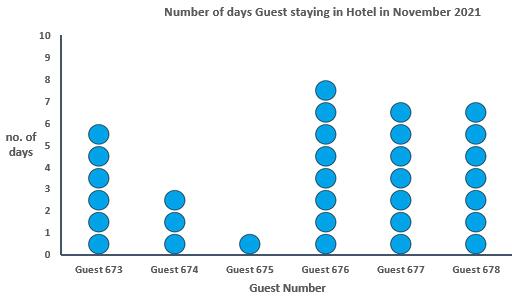 Number of days Guest staying in Hotel in November 2021
10
9
8
7
6
5
4
3
2
1
0
no. of
days
Guest 673 Guest 674 Guest 675 Guest 676 Guest 677 Guest 678
Guest Number